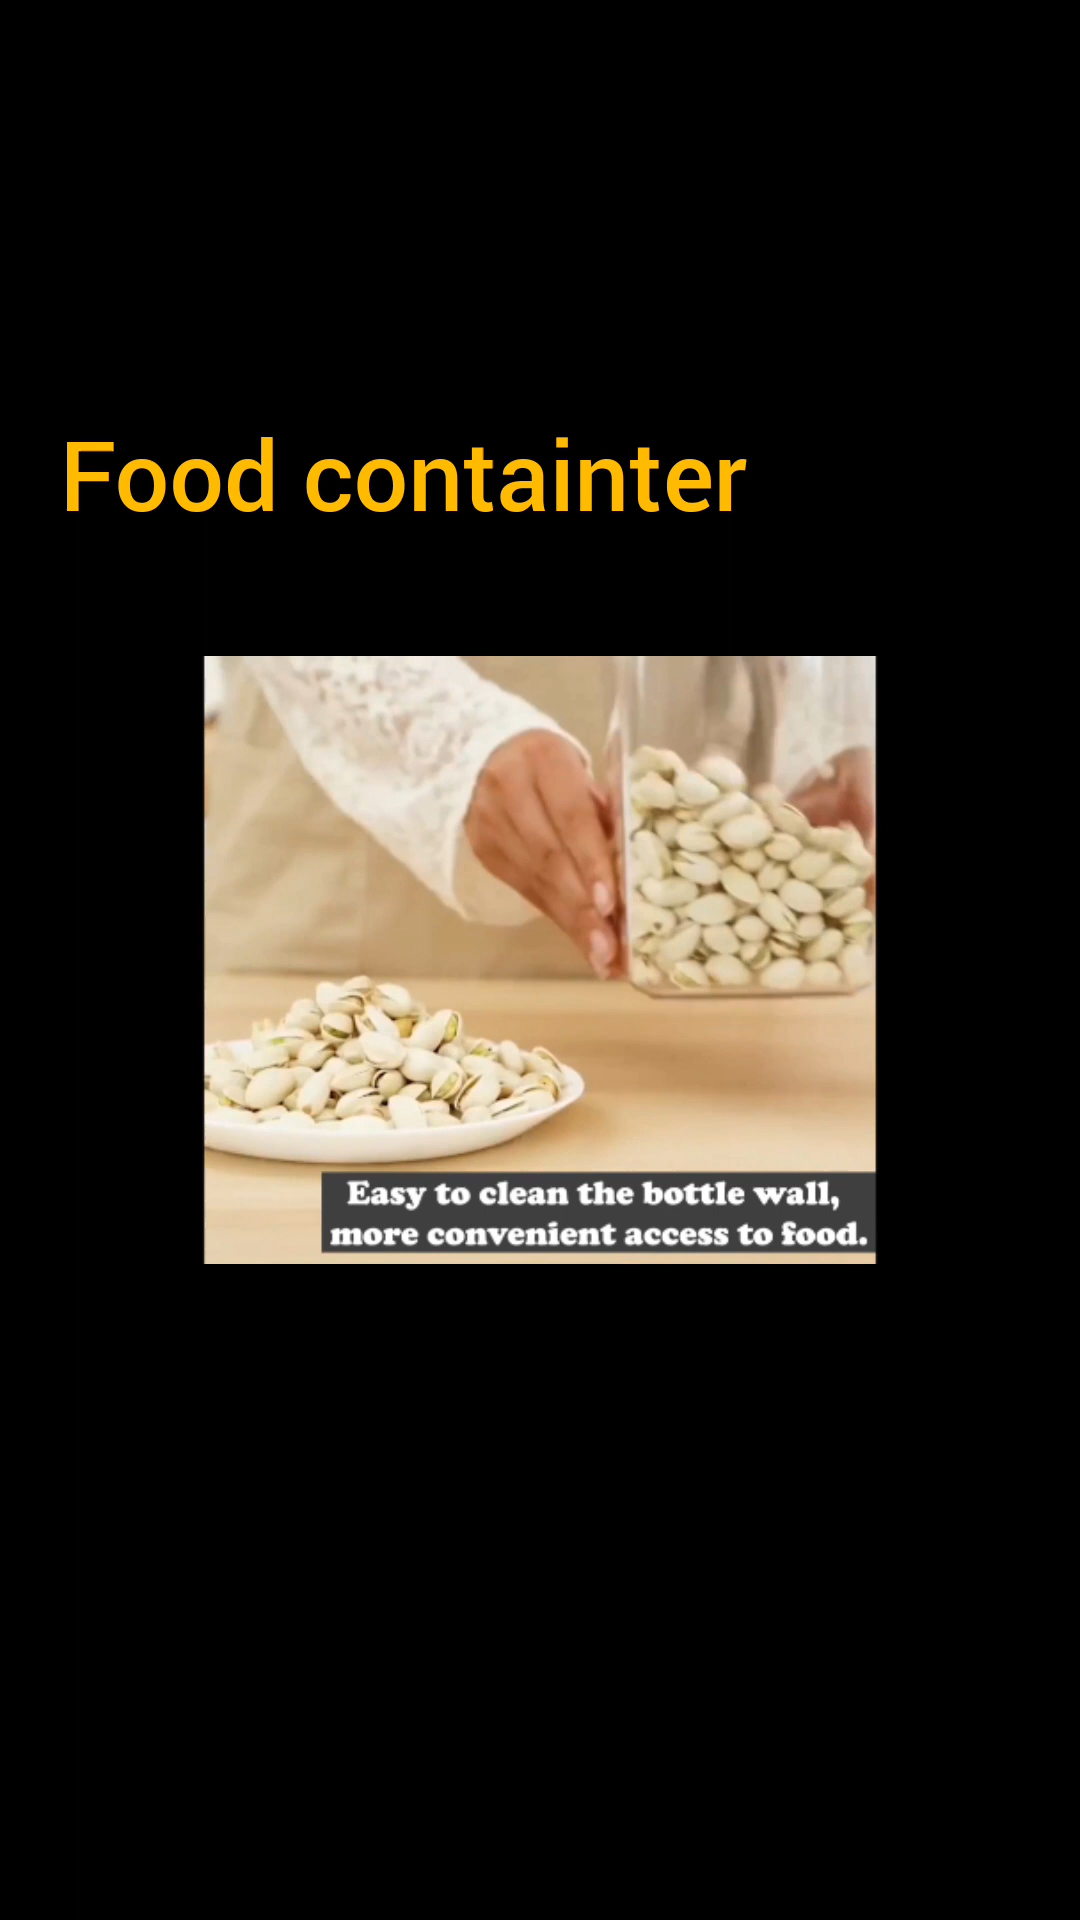 Food containter
Easy to clean the bottle wall,
more convenient access to food.